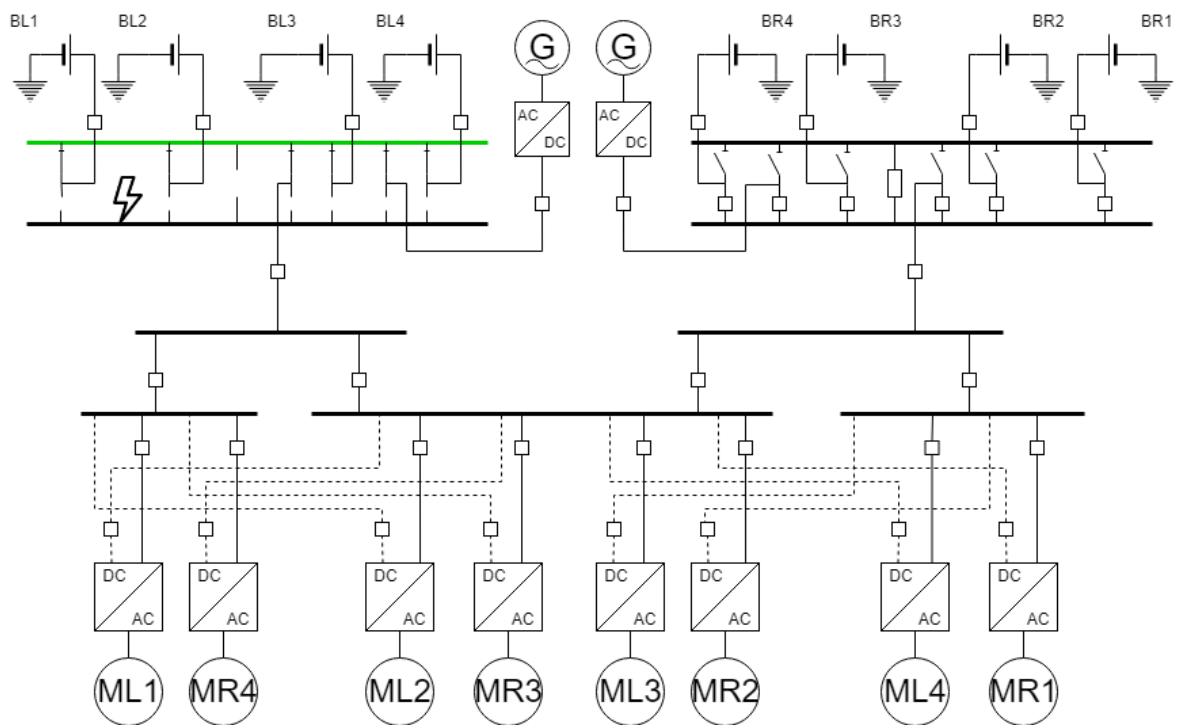 BL1 BL2 BL3 BL4 BR4 BR3 BR2 BR1
G G
AC AC
DC DC
DC DC DC DC DC DC DC DC
AC AC AC AC AC AC AC AC
ML1 MR4 ML2 MR3 ML3 MR2 ML4 MR1